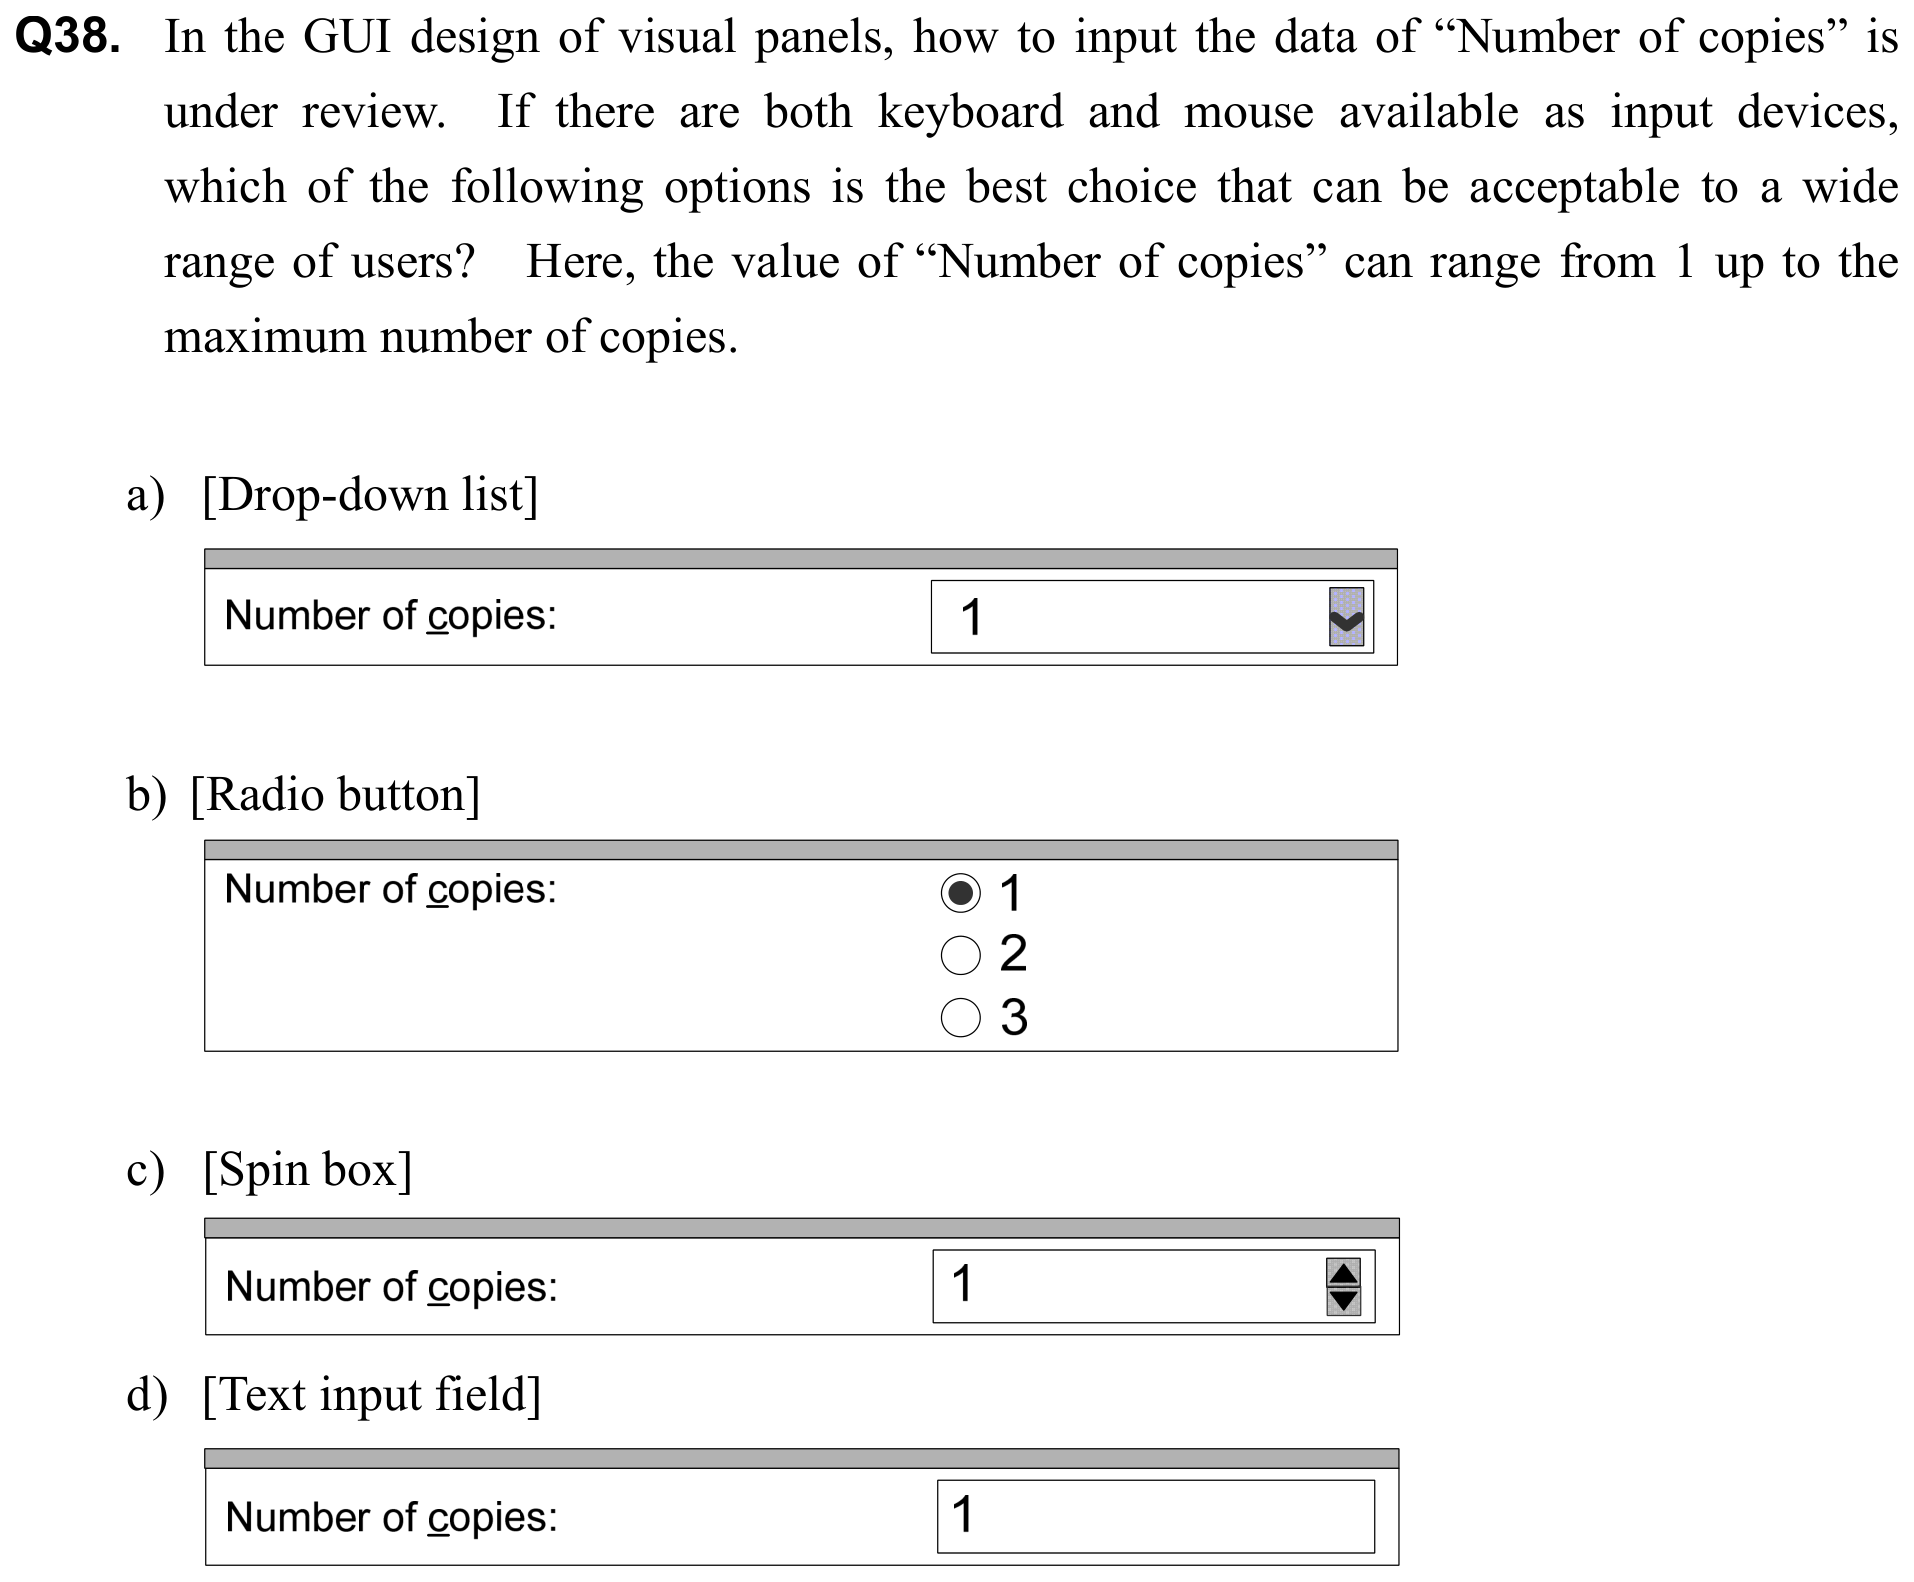 Q38. In the GUI design of visual panels, how to input the data of “Number of copies” is
under review. If there are both keyboard and mouse available as input devices,
which of the following options is the best choice that can be acceptable to a wide
range of users? Here, the value of “Number of copies” can range from 1 up to the
maximum number of copies.
a) [Drop-down list]
Number of copies: 1
b) [Radio button]
Number of copies: 1
2
3
c) [Spin box]
Number of copies: 1
d) [Text input field]
Number of copies: 1